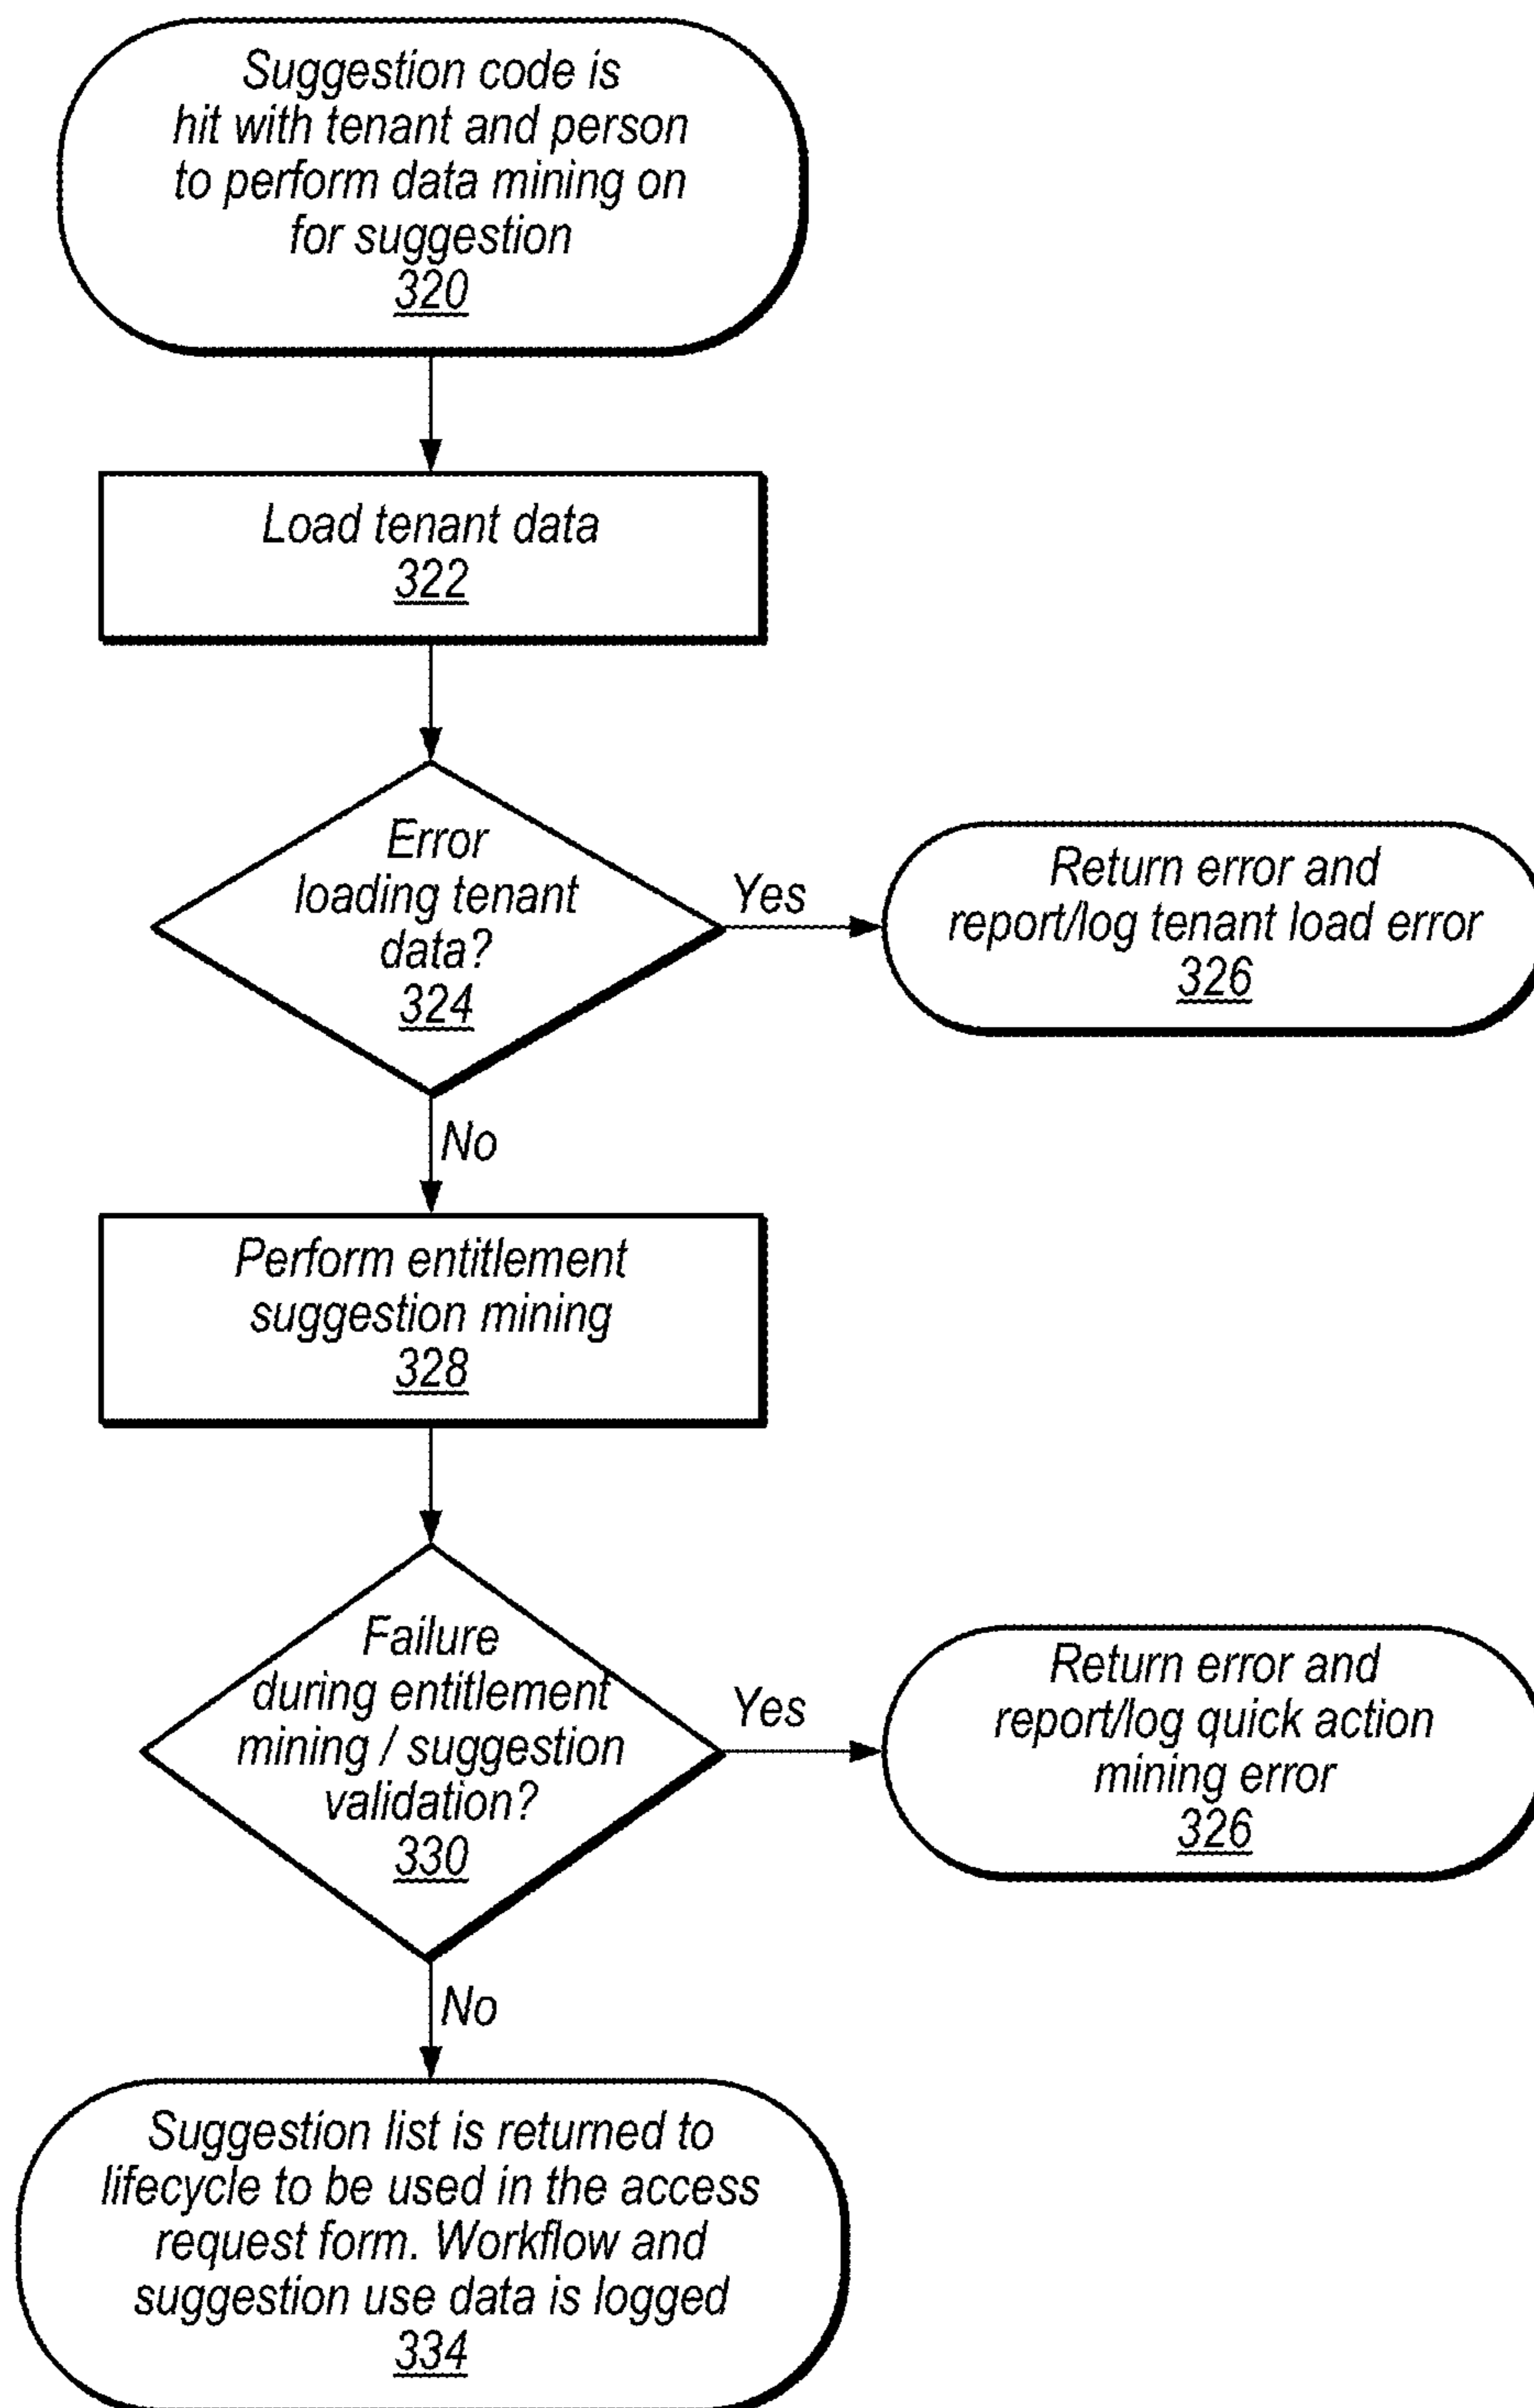 Suggestion code is
hit with tenant and person
to perform data mining on
for suggestion
320
Load tenant data
322
Error
loading tenant
data?
324
Yes
Return error and
report/log tenant load error
326
No
Perform entitlement
suggestion mining
328
Failure
during entitlement
mining / suggestion
validation?
330
Yes
Return error and
report/log quick action
mining error
326
No
Suggestion list is returned to
lifecycle to be used in the access
request form. Workflow and
suggestion use data is logged
334